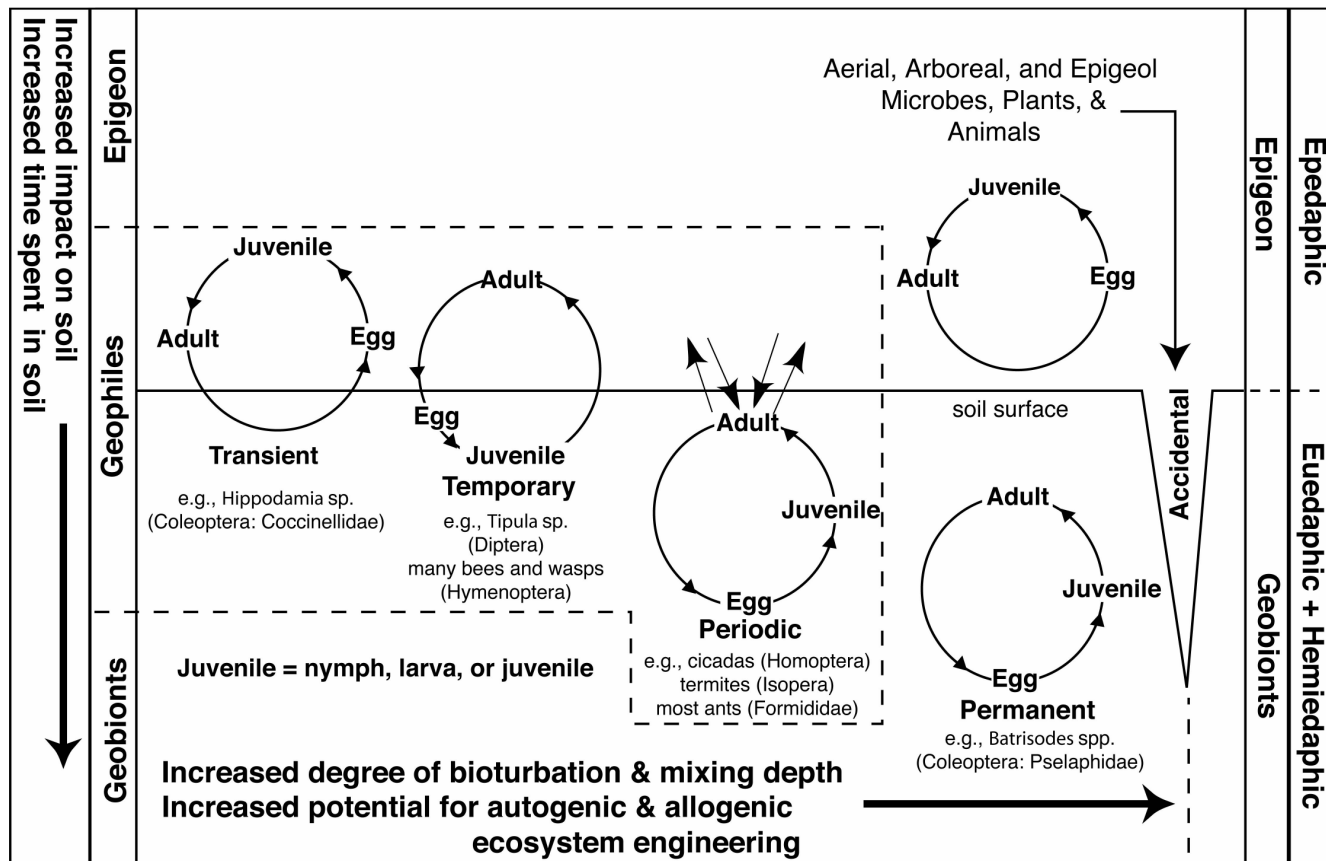 Increased impact on soil
Increased time spent in soil
Epigeon
Geophiles
Geobionts
Aerial, Arboreal, and Epigeol
Microbes, Plants, &
Animals
Juvenile
Adult
Egg
Transient
e.g., Hippodamia sp.
(Coleoptera: Coccinellidae)
Adult
Egg
Juvenile
Temporary
e.g., Tipula sp.
(Diptera)
many bees and wasps
(Hymenoptera)
Adult
Juvenile
Egg
Periodic
e.g., cicadas (Homoptera)
termites (Isopera)
most ants (Formididae)
Juvenile
Adult
Egg
soil surface
Adult
Juvenile
Egg
Permanent
e.g., Batrisodes spp.
(Coleoptera: Pselaphidae)
Accidental
Juvenile = nymph, larva, or juvenile
Increased degree of bioturbation & mixing depth
Increased potential for autogenic & allogenic
ecosystem engineering
Epigeon
Geobionts
Epedaphic
Euedaphic + Hemiedaphic